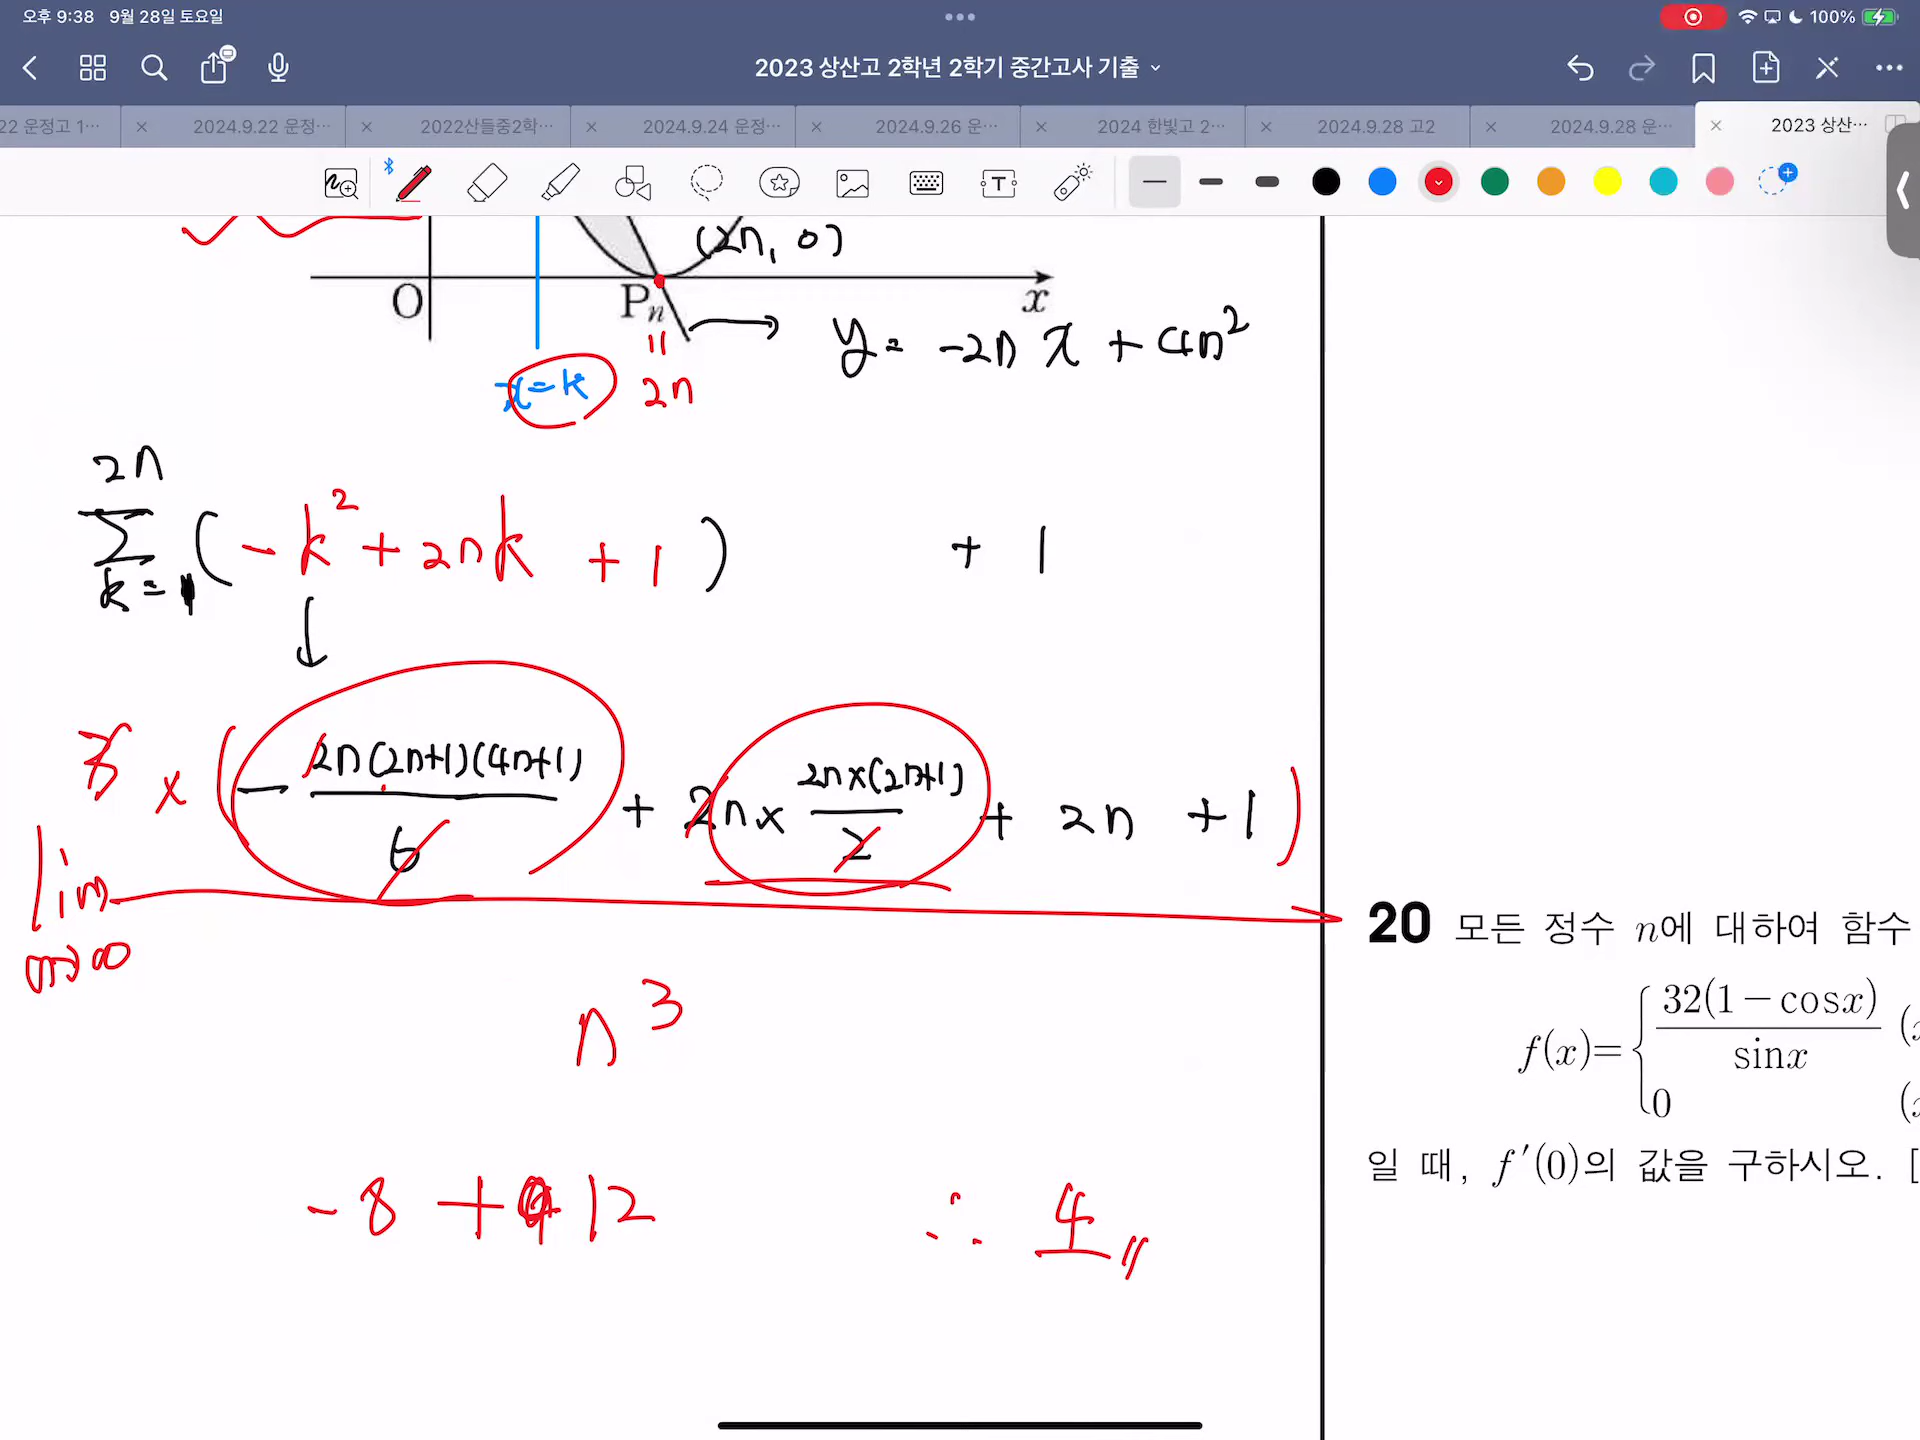 오후 9:38 9월 28일 토요일
100%
2023 상산고 2학년 2학기 중간고사 기출
22 운정고 1···
2024.9.22 운정···
2022산들중2학···
2024.9.24 운정···
2024.9.26 운···
2024 한빛고 2···
2024.9.28 고2
2024.9.28 운···
2023 상산···
(2n, 0)
O
Pn
x
y = -2n x + 4n²
x=k
=
2n
2n
Σ (-k² + 2nk + 1) + 1
k=1
3 × (- 2n(2n+1)(4n+1) / 6 + 2n × 2n×(2n+1) / 2 + 2n + 1)
lim
n→∞
n³
-8 + 12
∴ 4
20 모든 정수 n에 대하여 함수
f(x)= { 32(1-cosx) / sinx (
0 (
일 때, f′(0)의 값을 구하시오. [